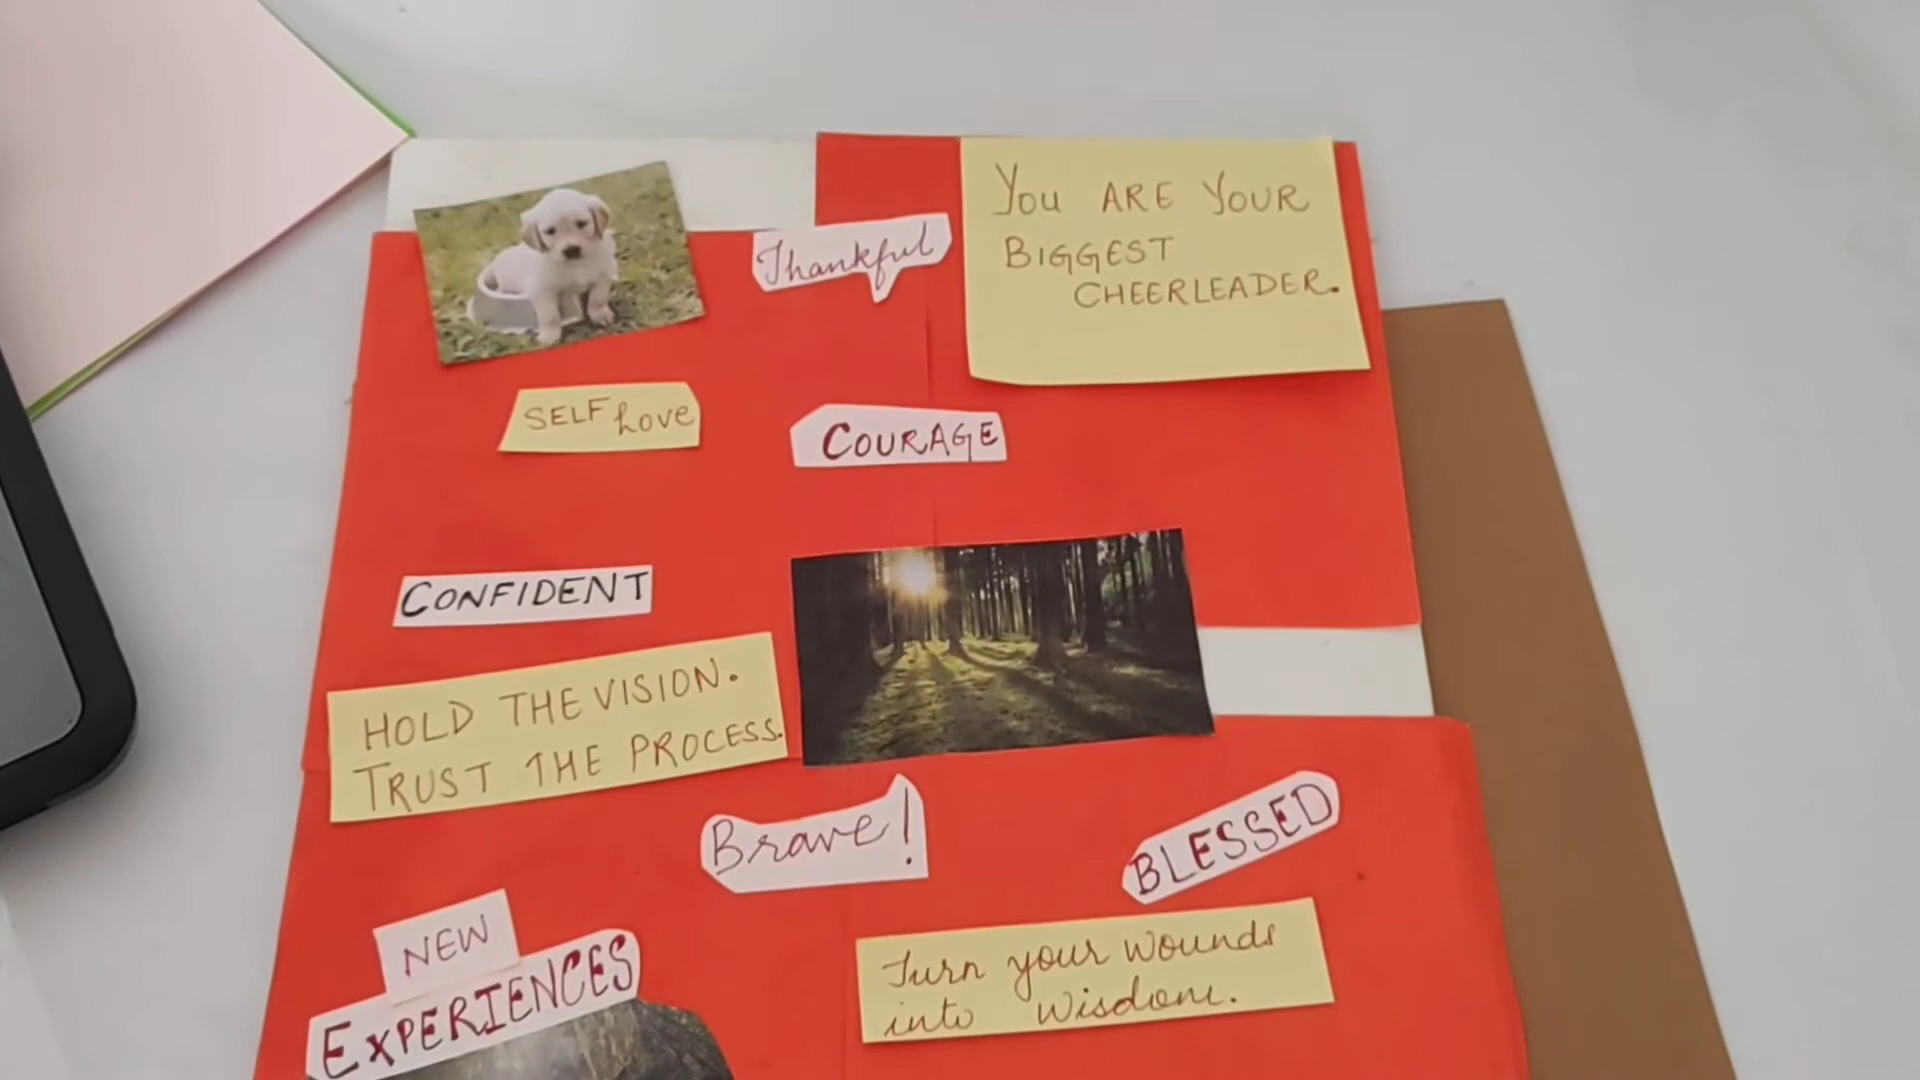 Thankful
YOU ARE YOUR
BIGGEST
CHEERLEADER.
SELF Love
COURAGE
CONFIDENT
HOLD THE VISION.
TRUST THE PROCESS.
Brave!
BLESSED
NEW
EXPERIENCES
Turn your wounds
into wisdom.